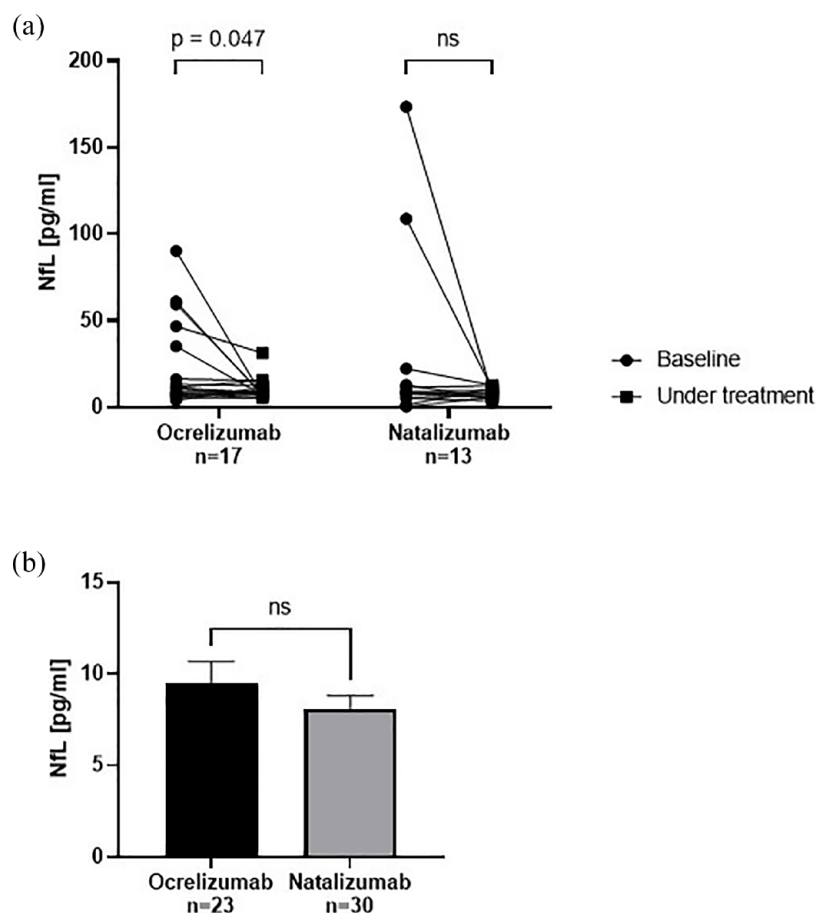 (a)
p = 0.047
ns
200
150
100
50
0
NfL [pg/ml]
Ocrelizumab
n=17
Natalizumab
n=13
Baseline
Under treatment
(b)
15
10
5
0
NfL [pg/ml]
ns
Ocrelizumab
n=23
Natalizumab
n=30